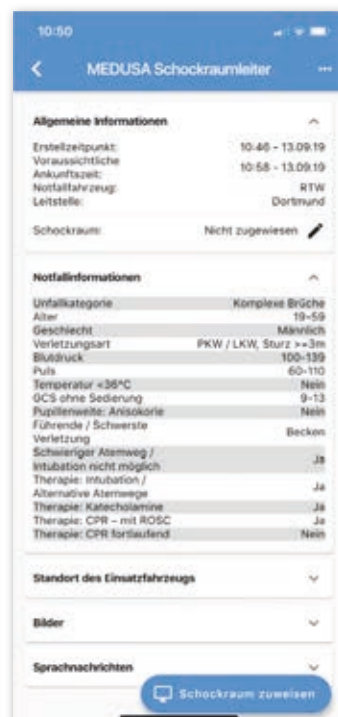 10:50
MEDUSA Schockraumleiter
Allgemeine Informationen
Erstellzeitpunkt: 10:46 - 13.09.19
Voraussichtliche
Ankunftszeit: 10:58 - 13.09.19
Notfallfahrzeug: RTW
Leitstelle: Dortmund
Schockraum: Nicht zugewiesen
Notfallinformationen
Unfallkategorie Komplexe Brüche
Alter 19-59
Geschlecht Männlich
Verletzungsart PKW / LKW, Sturz >=3m
Blutdruck 100-139
Puls 60-110
Temperatur <36°C Nein
GCS ohne Sedierung 9-13
Pupillenweite: Anisokorie Nein
Führende / Schwerste
Verletzung Becken
Schwieriger Atemweg /
Intubation nicht möglich Ja
Therapie: Intubation /
Alternative Atemwege Ja
Therapie: Katecholamine Ja
Therapie: CPR – mit ROSC Ja
Therapie: CPR fortlaufend Nein
Standort des Einsatzfahrzeugs
Bilder
Sprachnachrichten
Schockraum zuweisen